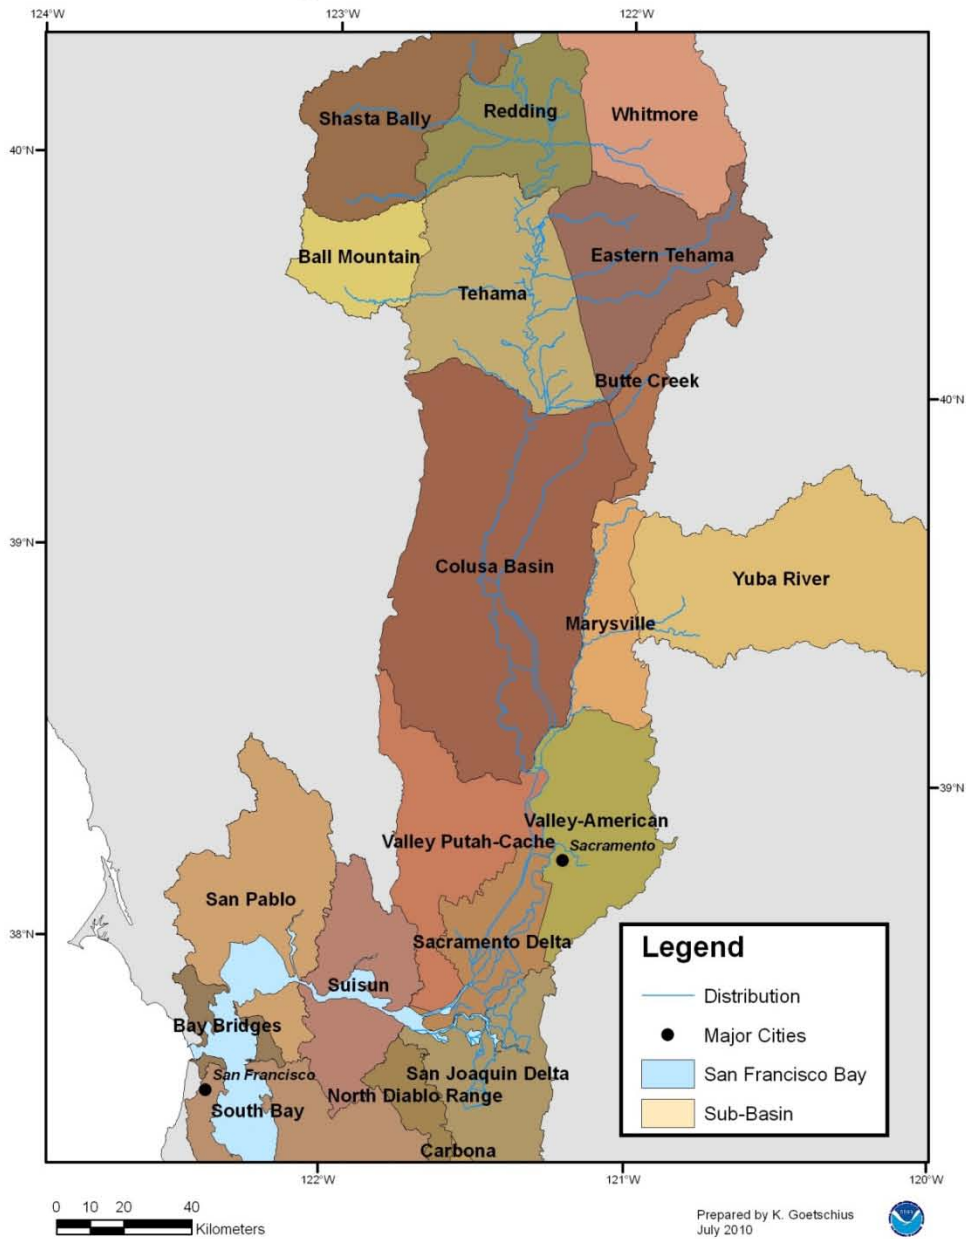 124°W
123°W
122°W
Shasta Bally
Redding
Whitmore
40°N
Ball Mountain
Eastern Tehama
Tehama
Butte Creek
40°N
39°N
Colusa Basin
Yuba River
Marysville
39°N
Valley-American
Valley Putah-Cache
Sacramento
San Pablo
38°N
Sacramento Delta
Suisun
Bay Bridges
San Francisco
San Joaquin Delta
North Diablo Range
South Bay
Carbona
Legend
Distribution
Major Cities
San Francisco Bay
Sub-Basin
122°W
121°W
120°W
0 10 20 40
Kilometers
Prepared by K. Goetschius
July 2010